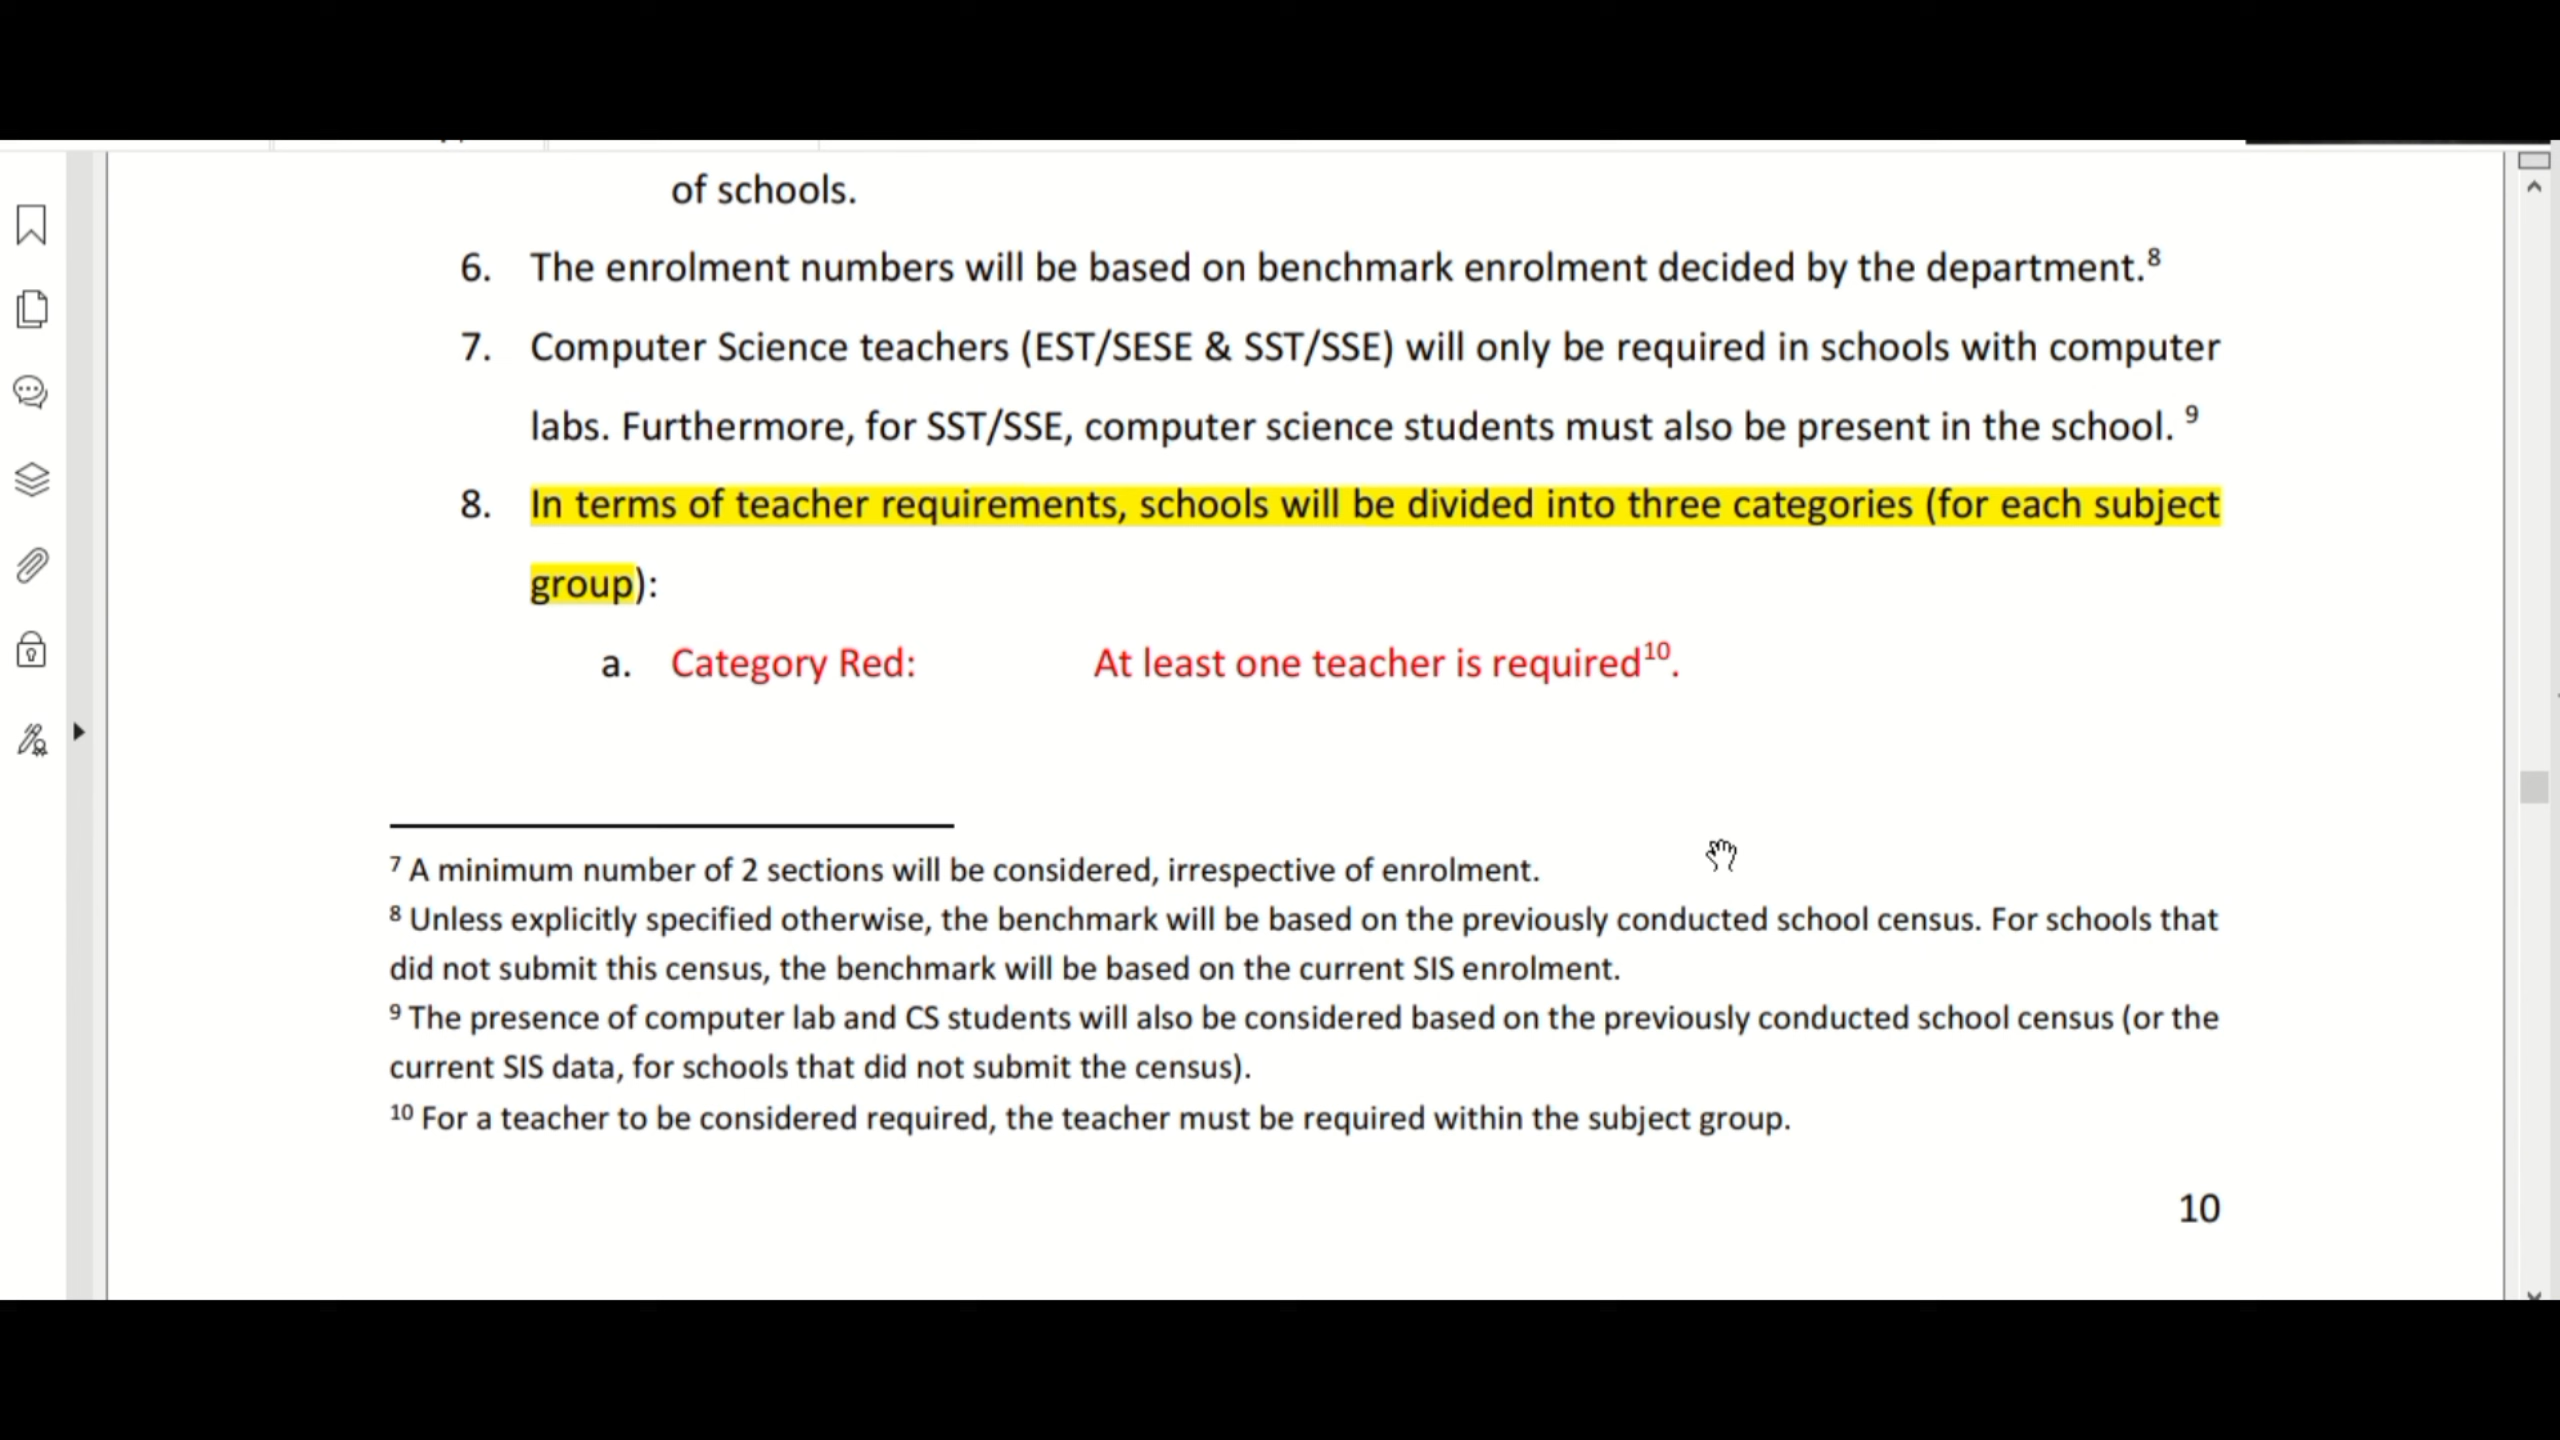 of schools.
6. The enrolment numbers will be based on benchmark enrolment decided by the department.8
7. Computer Science teachers (EST/SESE & SST/SSE) will only be required in schools with computer
labs. Furthermore, for SST/SSE, computer science students must also be present in the school. 9
8. In terms of teacher requirements, schools will be divided into three categories (for each subject
group):
a. Category Red: At least one teacher is required10.
7 A minimum number of 2 sections will be considered, irrespective of enrolment.
8 Unless explicitly specified otherwise, the benchmark will be based on the previously conducted school census. For schools that
did not submit this census, the benchmark will be based on the current SIS enrolment.
9 The presence of computer lab and CS students will also be considered based on the previously conducted school census (or the
current SIS data, for schools that did not submit the census).
10 For a teacher to be considered required, the teacher must be required within the subject group.
10